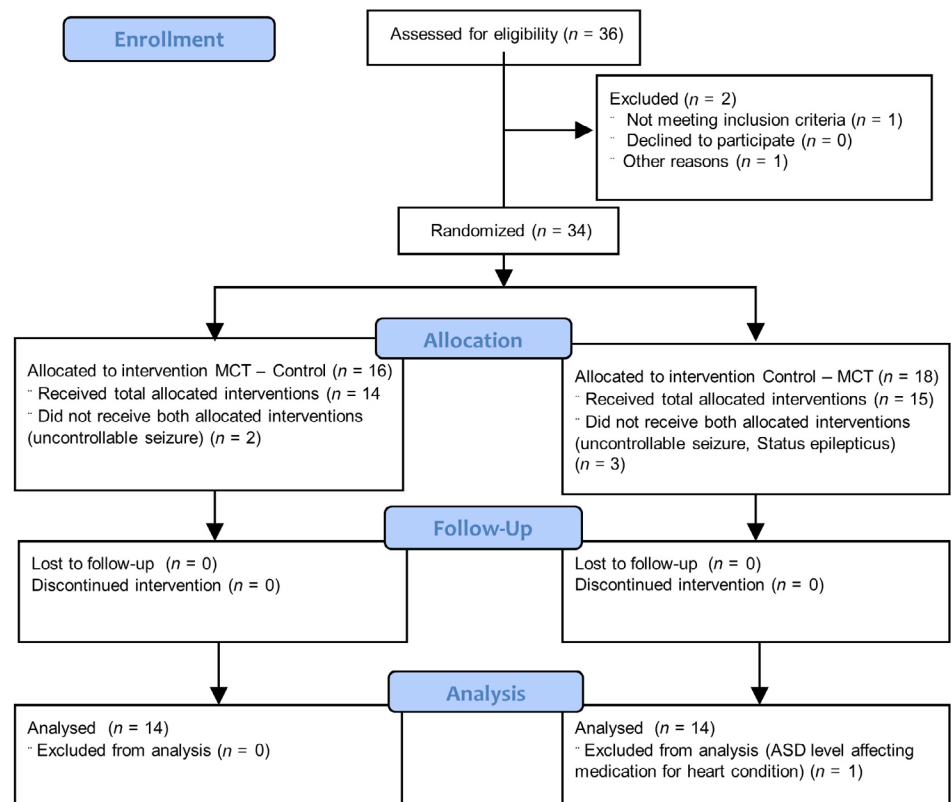 Enrollment
Assessed for eligibility (n = 36)
Excluded (n = 2)
¨ Not meeting inclusion criteria (n = 1)
¨ Declined to participate (n = 0)
¨ Other reasons (n = 1)
Randomized (n = 34)
Allocation
Allocated to intervention MCT – Control (n = 16)
¨ Received total allocated interventions (n = 14
¨ Did not receive both allocated interventions
(uncontrollable seizure) (n = 2)
Allocated to intervention Control – MCT (n = 18)
¨ Received total allocated interventions (n = 15)
¨ Did not receive both allocated interventions
(uncontrollable seizure, Status epilepticus)
(n = 3)
Follow-Up
Lost to follow-up (n = 0)
Discontinued intervention (n = 0)
Lost to follow-up (n = 0)
Discontinued intervention (n = 0)
Analysis
Analysed (n = 14)
¨ Excluded from analysis (n = 0)
Analysed (n = 14)
¨ Excluded from analysis (ASD level affecting
medication for heart condition) (n = 1)